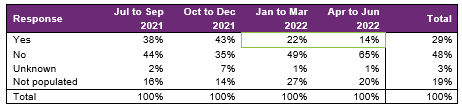 Response Jul to Sep 2021 Oct to Dec 2021 Jan to Mar 2022 Apr to Jun 2022 Total
Yes 38% 43% 22% 14% 29%
No 44% 35% 49% 65% 48%
Unknown 2% 7% 1% 1% 3%
Not populated 16% 14% 27% 20% 19%
Total 100% 100% 100% 100% 100%